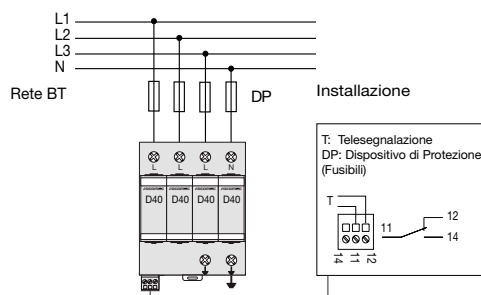 L1
L2
L3
N
Rete BT
DP
Installazione
L L L N
D40 D40 D40 D40
T: Telesegnalazione
DP: Dispositivo di Protezione
(Fusibili)
T
11
12
14
14 11 12